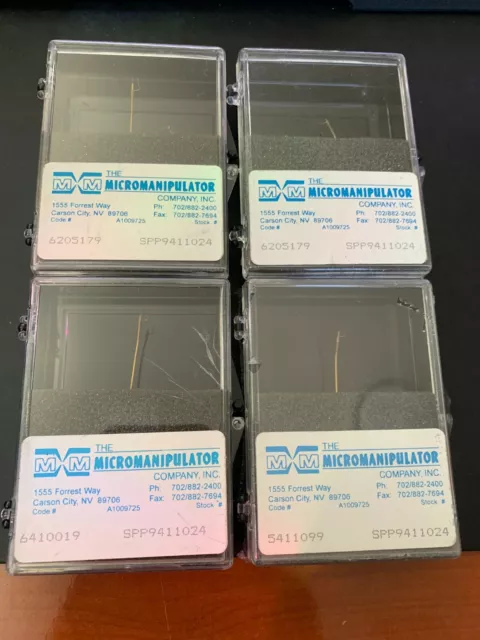 THE
MXM MICROMANIPULATOR
COMPANY, INC.
1555 Forrest Way Ph: 702/882-2400
Carson City, NV 89706 Fax: 702/882-7694
Code # A1009725 Stock #
6205179 SPP9411024
THE
MXM MICROMANIPULATOR
COMPANY, INC.
1555 Forrest Way Ph: 702/882-2400
Carson City, NV 89706 Fax: 702/882-7694
Code # A1009725 Stock #
6205179 SPP9411024
THE
MXM MICROMANIPULATOR
COMPANY, INC.
1555 Forrest Way Ph: 702/882-2400
Carson City, NV 89706 Fax: 702/882-7694
Code # A1009725 Stock #
6410019 SPP9411024
THE
MXM MICROMANIPULATOR
COMPANY, INC.
1555 Forrest Way Ph: 702/882-2400
Carson City, NV 89706 Fax: 702/882-7694
Code # A1009725 Stock #
5411099 SPP9411024